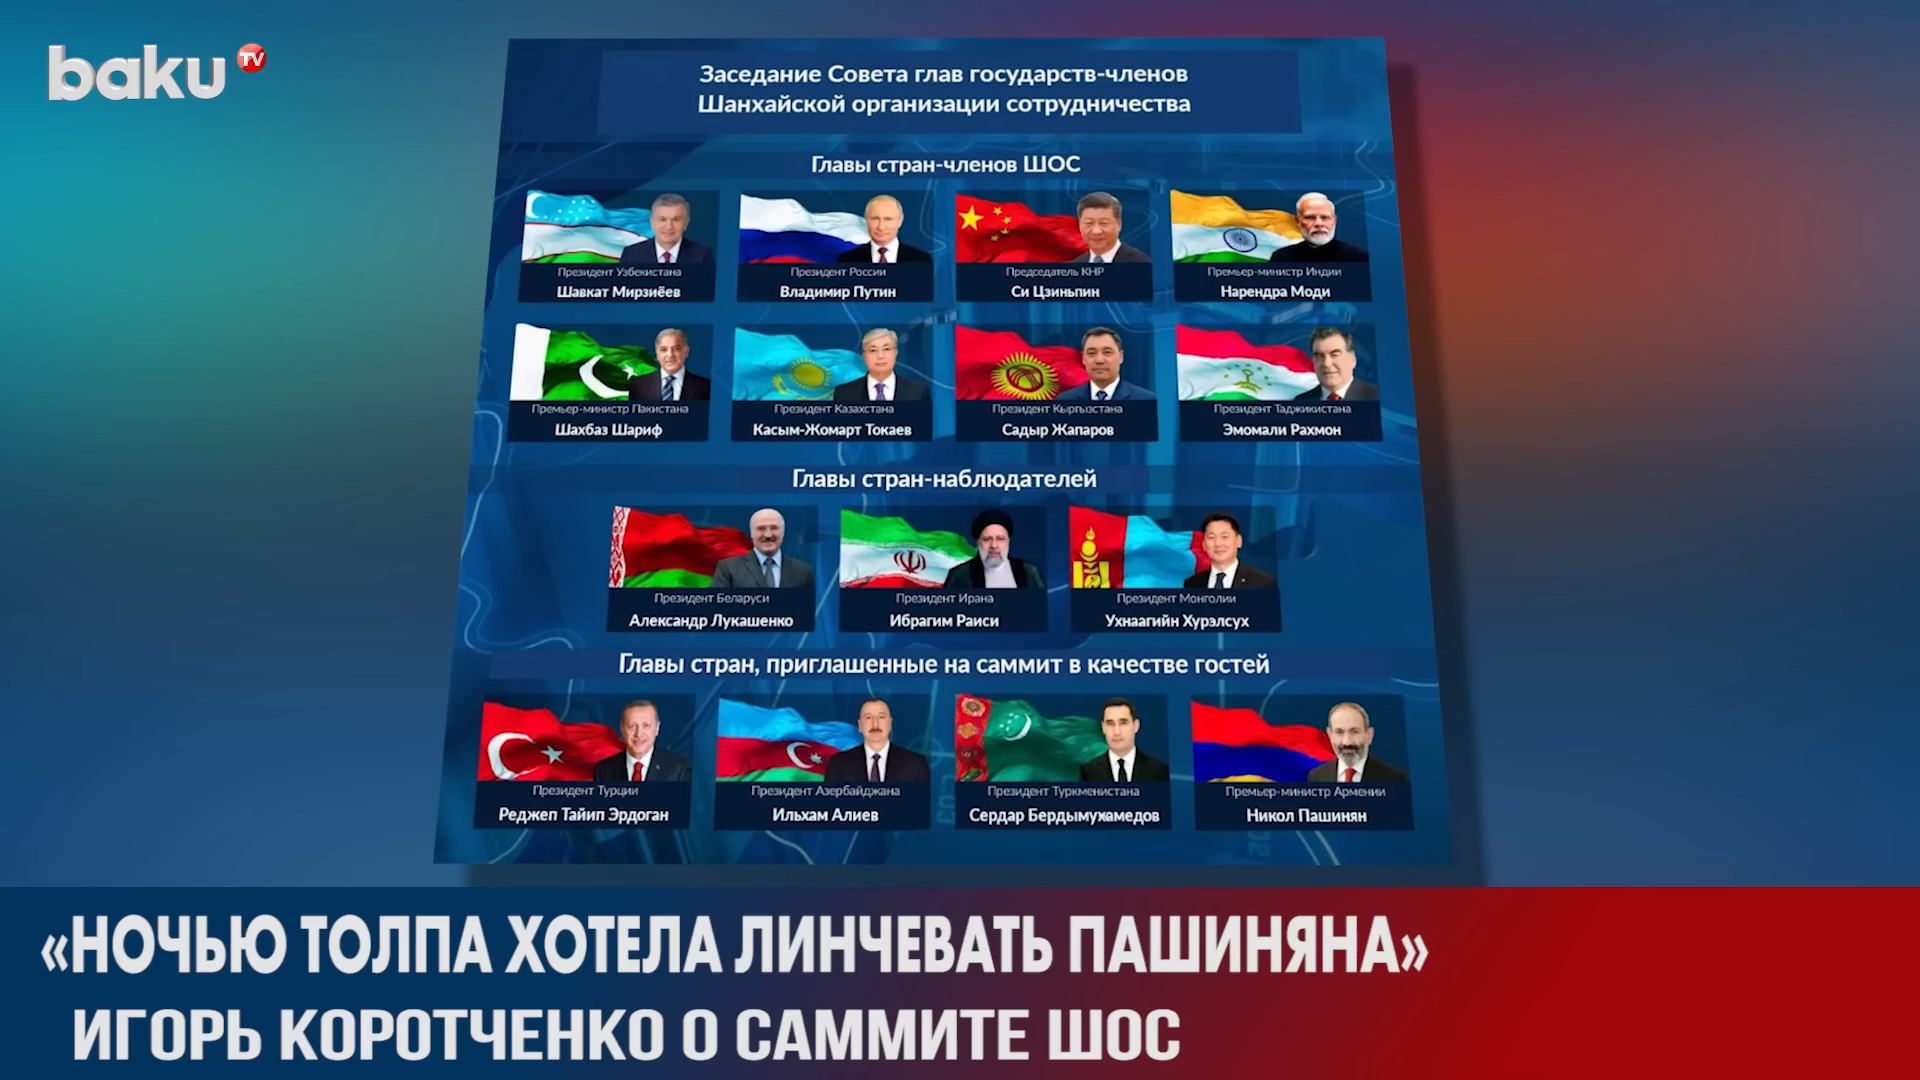 baku TV
Заседание Совета глав государств-членов
Шанхайской организации сотрудничества
Главы стран-членов ШОС
Президент Узбекистана
Шавкат Мирзиёев
Президент России
Владимир Путин
Председатель КНР
Си Цзиньпин
Премьер-министр Индии
Нарендра Моди
Премьер-министр Пакистана
Шахбаз Шариф
Президент Казахстана
Касым-Жомарт Токаев
Президент Кыргызстана
Садыр Жапаров
Президент Таджикистана
Эмомали Рахмон
Главы стран-наблюдателей
Президент Беларуси
Александр Лукашенко
Президент Ирана
Ибрагим Раиси
Президент Монголии
Ухнаагийн Хурэлсух
Главы стран, приглашенные на саммит в качестве гостей
Президент Турции
Реджеп Тайип Эрдоган
Президент Азербайджана
Ильхам Алиев
Президент Туркменистана
Сердар Бердымухамедов
Премьер-министр Армении
Никол Пашинян
«НОЧЬЮ ТОЛПА ХОТЕЛА ЛИНЧЕВАТЬ ПАШИНЯНА»
ИГОРЬ КОРОТЧЕНКО О САММИТЕ ШОС